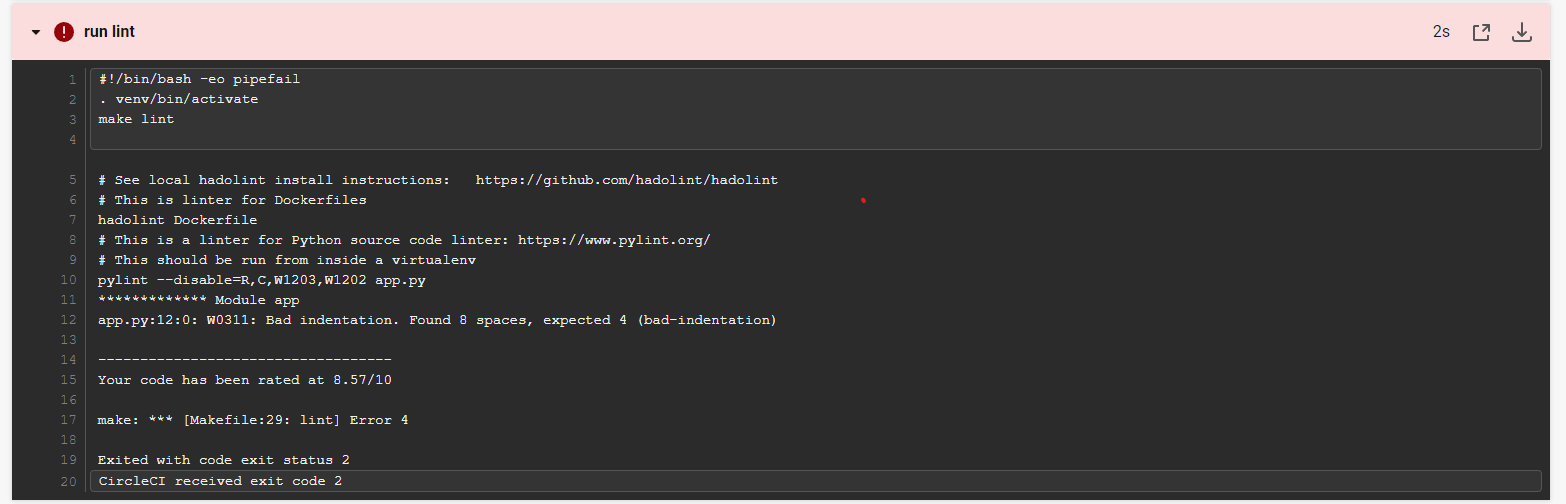 run lint
2s
1 #!/bin/bash -eo pipefail
2 . venv/bin/activate
3 make lint
4
5 # See local hadolint install instructions:   https://github.com/hadolint/hadolint
6 # This is linter for Dockerfiles
7 hadolint Dockerfile
8 # This is a linter for Python source code linter: https://www.pylint.org/
9 # This should be run from inside a virtualenv
10 pylint --disable=R,C,W1203,W1202 app.py
11 ************* Module app
12 app.py:12:0: W0311: Bad indentation. Found 8 spaces, expected 4 (bad-indentation)
13
14 -----------------------------------
15 Your code has been rated at 8.57/10
16
17 make: *** [Makefile:29: lint] Error 4
18
19 Exited with code exit status 2
20 CircleCI received exit code 2